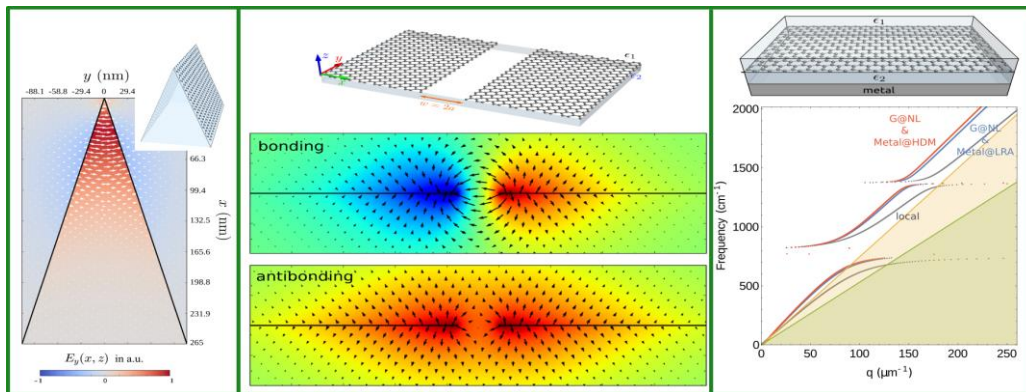 y (nm)
-88.1 -58.8 -29.4 0 29.4
66.3
99.4
132.5
165.6
198.8
231.9
265
x (nm)
E_y(x, z) in a.u.
-1 0 1
z
y
x
ϵ₁
w = 2a
bonding
antibonding
ϵ₁
ϵ₂
metal
G@NL
&
Metal@HDM
G@NL
&
Metal@LRA
local
2000
1500
1000
500
0
Frequency (cm⁻¹)
0 50 100 150 200 250
q (μm⁻¹)